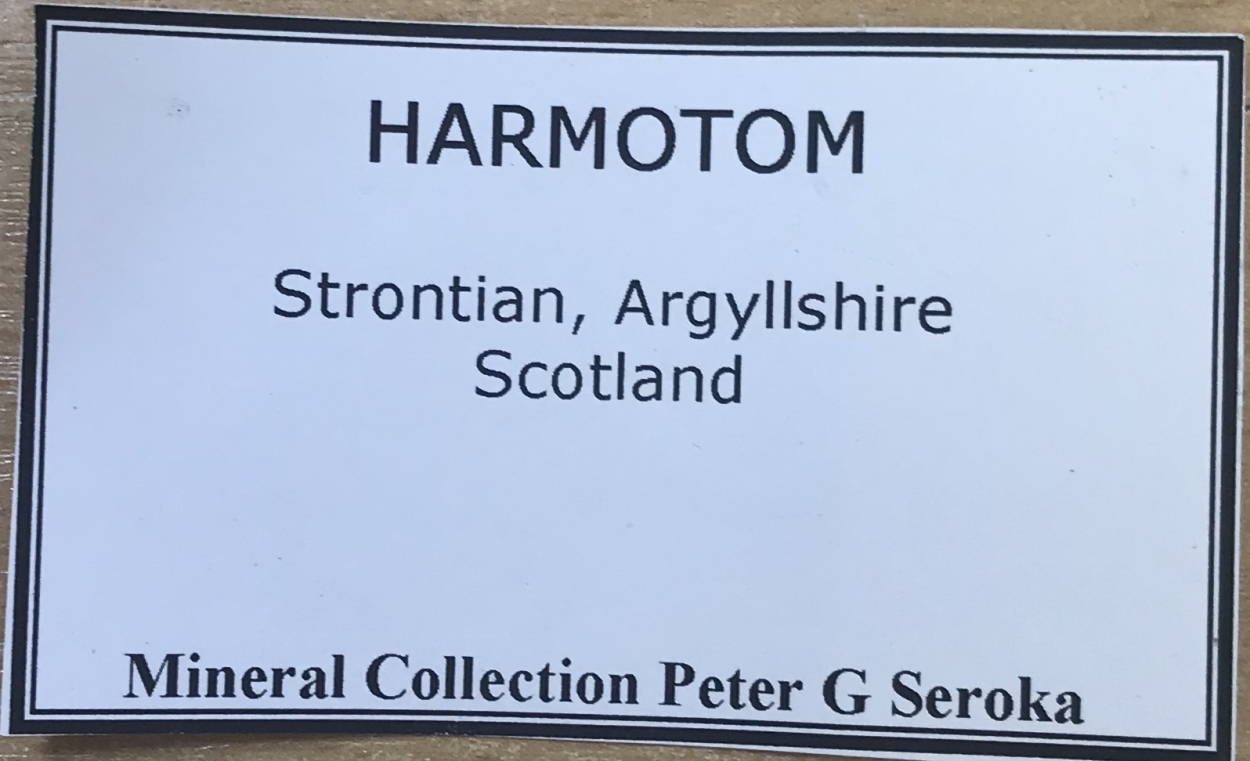 HARMOTOM
Strontian, Argyllshire
Scotland
Mineral Collection Peter G Seroka